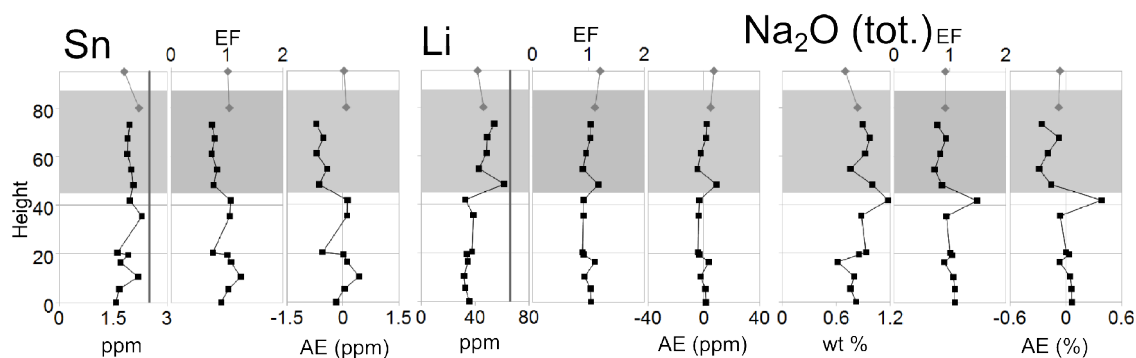 Sn
EF
0 1 2
Li
EF
0 1 2
Na₂O (tot.)
EF
0 1 2
Height
80
60
40
20
0
0 1.5 3
ppm
-1.5 0 1.5
AE (ppm)
0 40 80
ppm
-40 0 40
AE (ppm)
0 0.6 1.2
wt %
-0.6 0 0.6
AE (%)